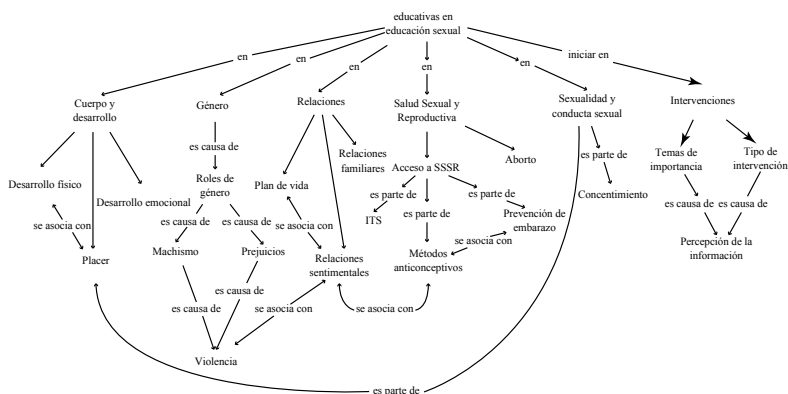 educativas en
educación sexual
en
en
en
en
en
iniciar en
Cuerpo y
desarrollo
Género
Relaciones
Salud Sexual y
Reproductiva
Sexualidad y
conducta sexual
Intervenciones
es causa de
Relaciones
familiares
Aborto
es parte de
Temas de
importancia
Tipo de
intervención
Desarrollo físico
Desarrollo emocional
Roles de
género
Plan de vida
Acceso a SSSR
Concentimiento
es parte de
es parte de
es parte de
ITS
Prevención de
embarazo
es causa de
es causa de
se asocia con
es causa de
es causa de
se asocia con
se asocia con
Placer
Machismo
Prejuicios
Relaciones
sentimentales
Métodos
anticonceptivos
Percepción de la
información
es causa de
es causa de
se asocia con
se asocia con
Violencia
es parte de